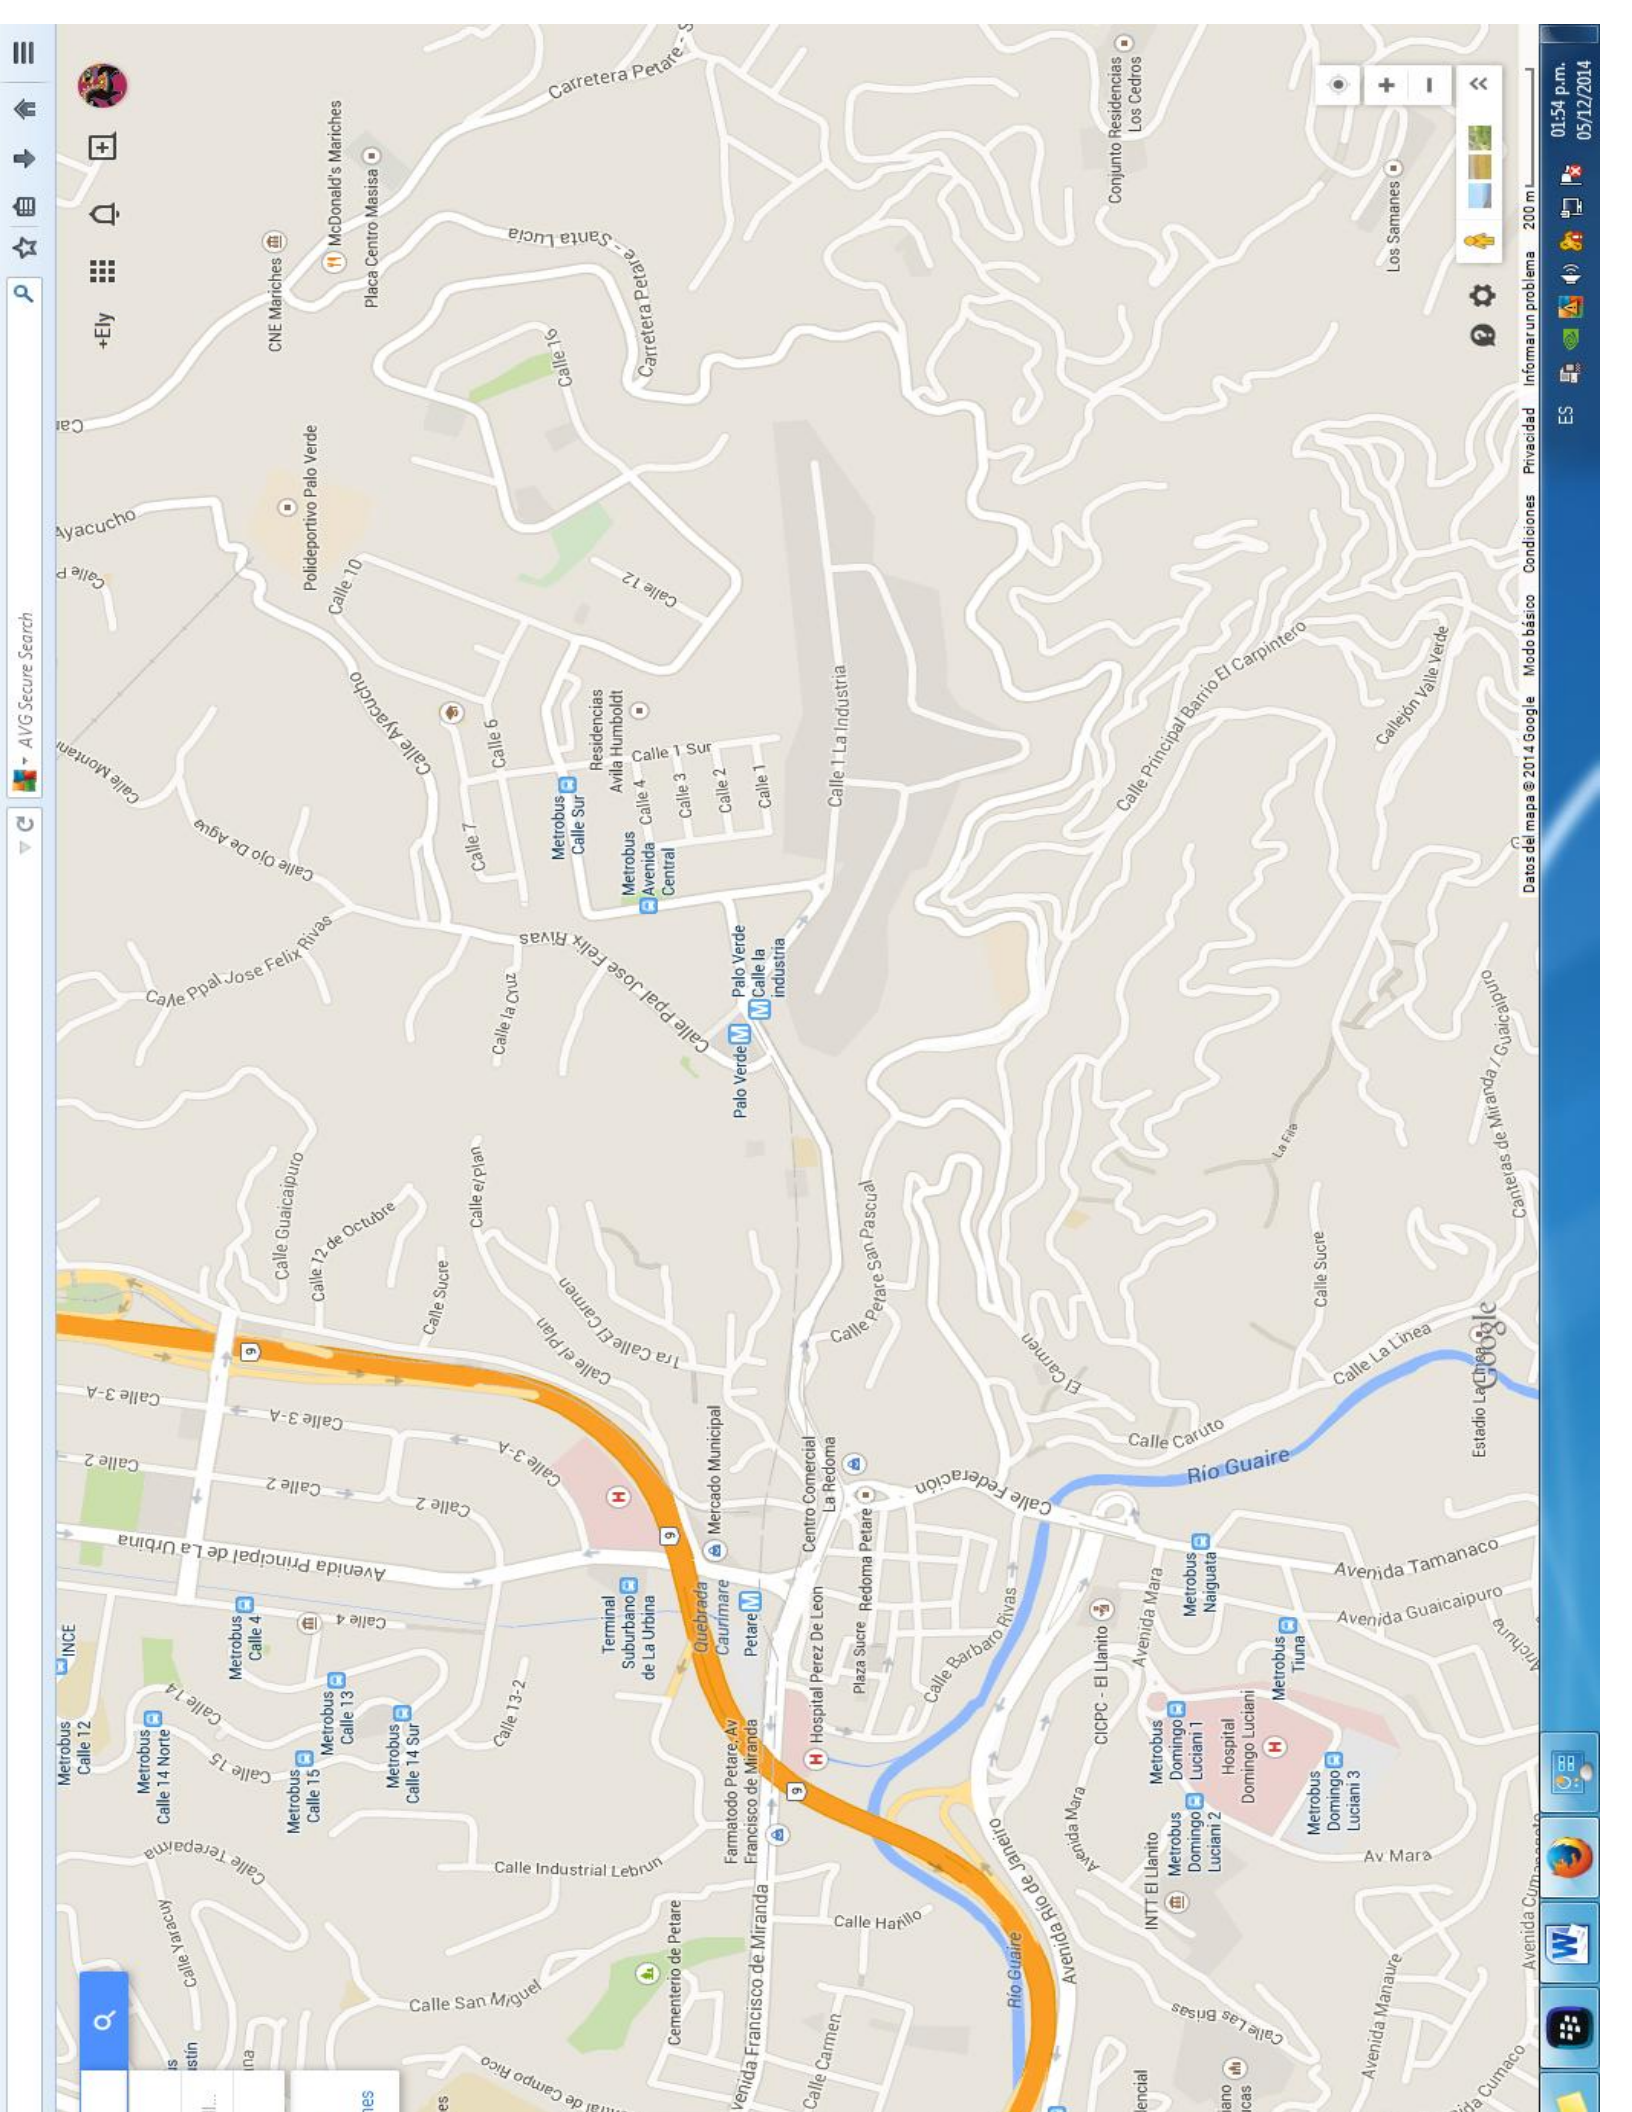 AVG Secure Search
+Ely
Ayacucho
Calle P
Calle Montan
CNE Mariches
McDonald's Mariches
Placa Centro Masisa
Carretera Petare - S
Carretera Petare - Santa Lucia
Polideportivo Palo Verde
Calle 10
Calle 16
Calle 12
Calle Ayacucho
Calle 6
Calle 7
Calle Ojo De Agua
Calle Ppal Jose Felix Rivas
Calle Ppal Jose Felix Rivas
Calle la Cruz
Residencias
Avila Humboldt
Metrobus
Calle Sur
Metrobus
Avenida
Central
Calle 1 Sur
Calle 4
Calle 3
Calle 2
Calle 1
Palo Verde
Palo Verde
Calle la
industria
Calle 1 La Industria
Conjunto Residencias
Los Cedros
Los Samanes
Calle Principal Barrio El Carpintero
Callejón Valle Verde
Calle Guaicaipuro
Calle 12 de Octubre
Calle Sucre
Calle el Plan
Calle el Plan
1ra Calle El Carmen
Calle Petare San Pascual
El Carmen
La Fila
Calle Sucre
Canteras de Miranda / Guaicaipuro
Calle La Linea
Estadio La Linea
Google
Calle Caruto
Río Guaire
9
Calle 3-A
Calle 3-A
Calle 3-A
Calle 2
Calle 2
Calle 2
Avenida Principal de La Urbina
H
9
Mercado Municipal
Centro Comercial
La Redoma
Redoma Petare
Calle Federación
INCE
Metrobus
Calle 12
Metrobus
Calle 4
Calle 4
Calle 14
Metrobus
Calle 14 Norte
Calle 15
Metrobus
Calle 13
Metrobus
Calle 15
Metrobus
Calle 14 Sur
Calle 13-2
Terminal
Suburbano
de La Urbina
Quebrada
Caurimare
Petare
H Hospital Perez De Leon
Plaza Sucre
Calle Barbaro Rivas
Farmatodo Petare. Av
Francisco de Miranda
9
CICPC - El Llanito
Avenida Mara
Metrobus
Naiguata
Metrobus
Tiuna
Avenida Tamanaco
Avenida Guaicaipuro
Metrobus
Domingo
Luciani 1
Hospital
Domingo Luciani
H
Metrobus
Domingo
Luciani 2
Metrobus
Domingo
Luciani 3
INTT El Llanito
Avenida Mara
Av Mara
Avenida Río de Janeiro
Calle Terepaima
Calle Yaracuy
Calle Industrial Lebrun
Calle San Miguel
Cementerio de Petare
Avenida Francisco de Miranda
Calle Harillo
Calle Carmen
Río Guaire
Calle Las Brisas
Avenida Manaure
Datos del mapa © 2014 Google
Modo básico
Condiciones
Privacidad
Informar un problema
200 m
ES
01:54 p.m.
05/12/2014